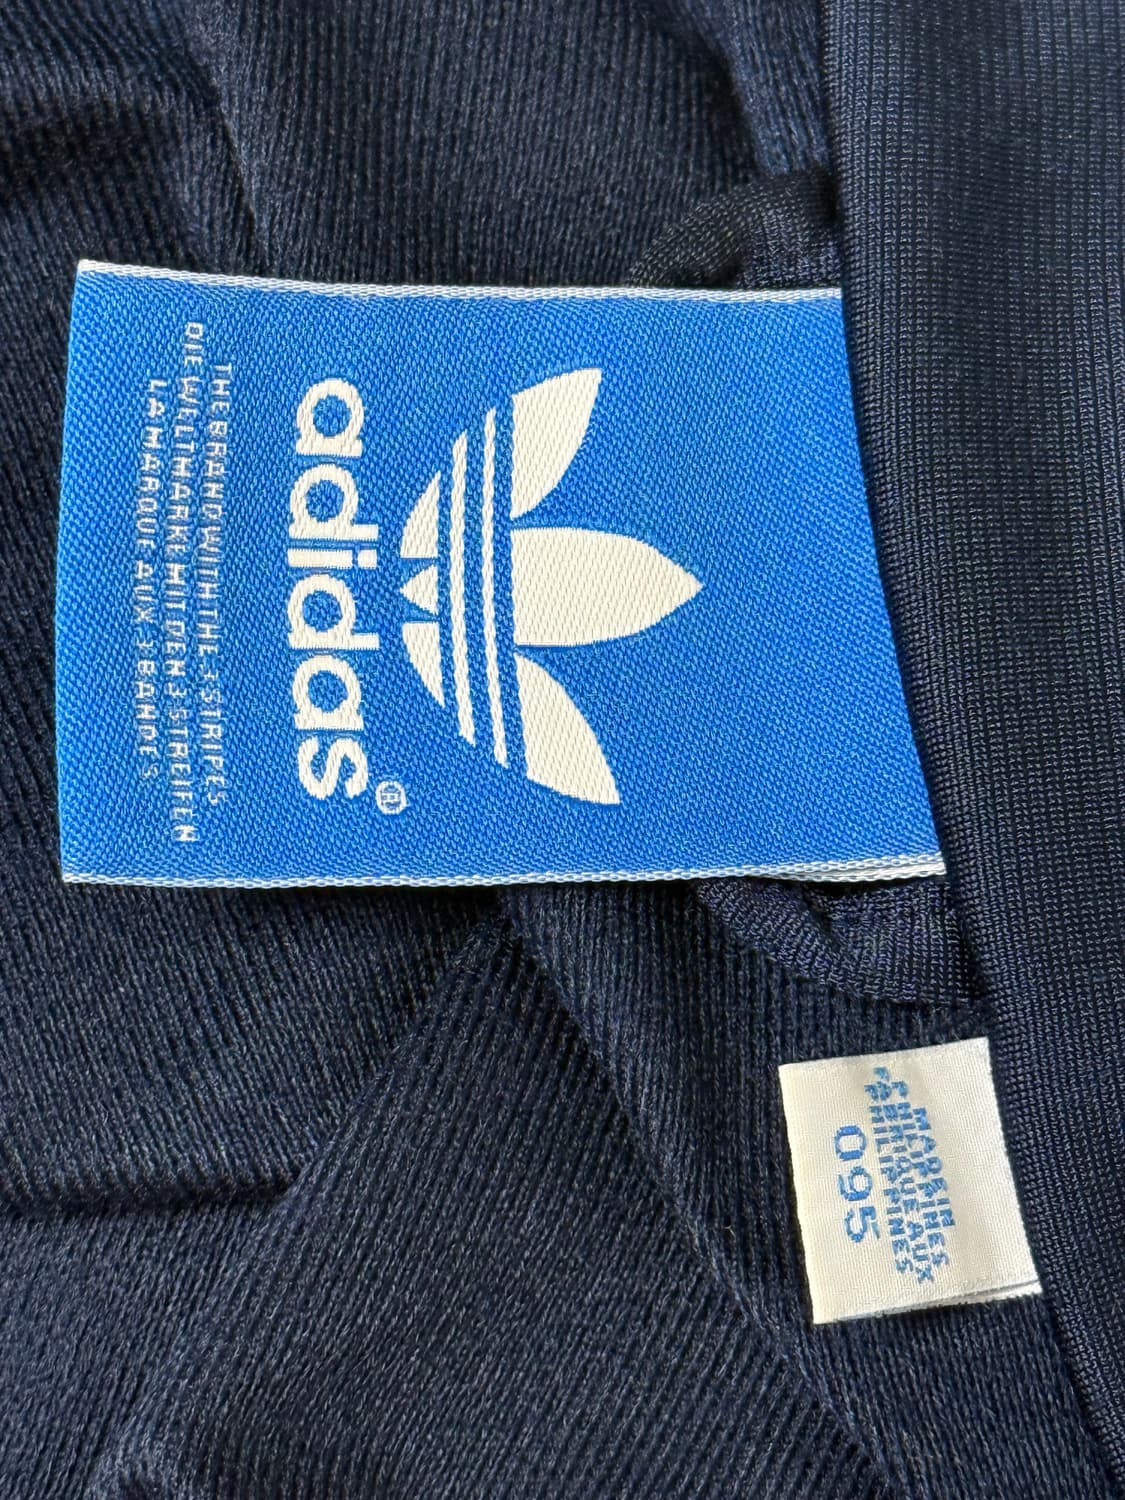 adidas®
THE BRAND WITH THE 3 STRIPES
DIE WELTMARKE MIT DEN 3 STREIFEN
LA MARQUE AUX 3 BANDES
MADE IN
PHILIPPINES
FABRIQUE AUX
PHILIPPINES
095